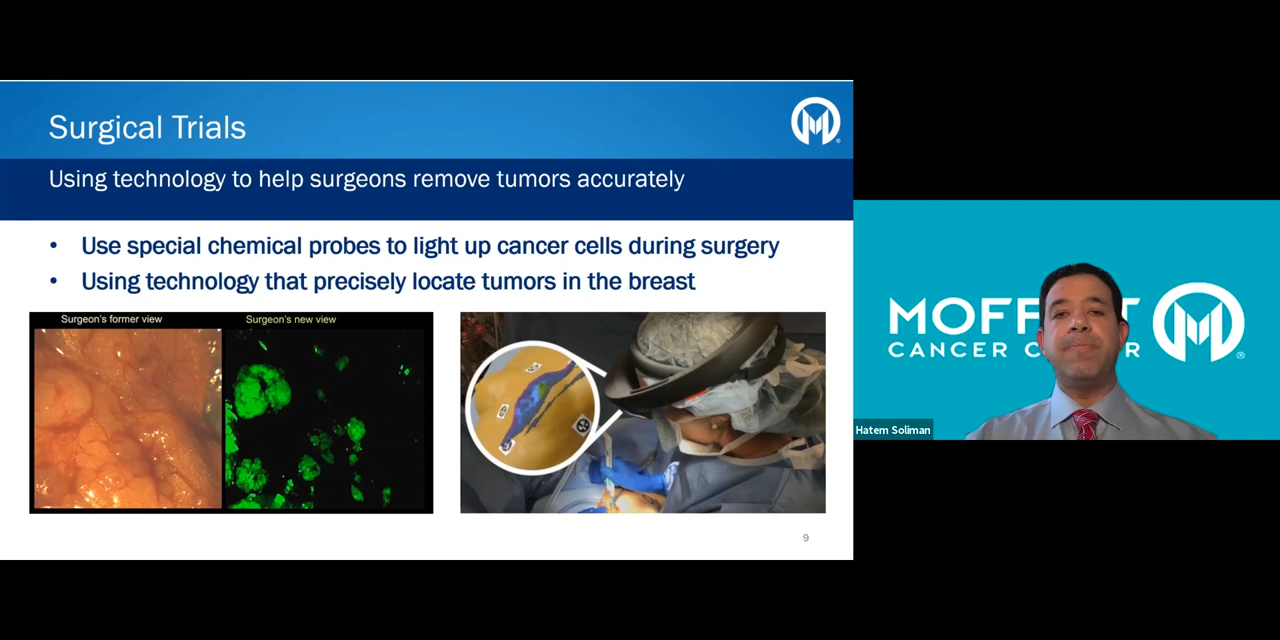 Surgical Trials
Using technology to help surgeons remove tumors accurately
• Use special chemical probes to light up cancer cells during surgery
• Using technology that precisely locate tumors in the breast
Surgeon's former view
Surgeon's new view
9
MOFF T
CANCER C R
Hatem Soliman